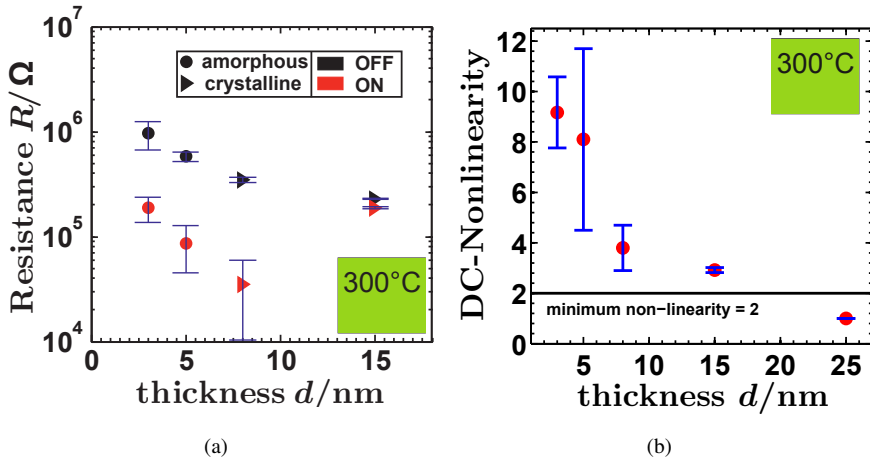 Resistance R/Ω
10^6
10^5
10^4
10^3
amorphous OFF
crystalline ON
300°C
0 5 10 15
thickness d/nm
(a)
DC-Nonlinearity
12
10
8
6
4
2
0
300°C
minimum non-linearity = 2
5 10 15 20 25
thickness d/nm
(b)